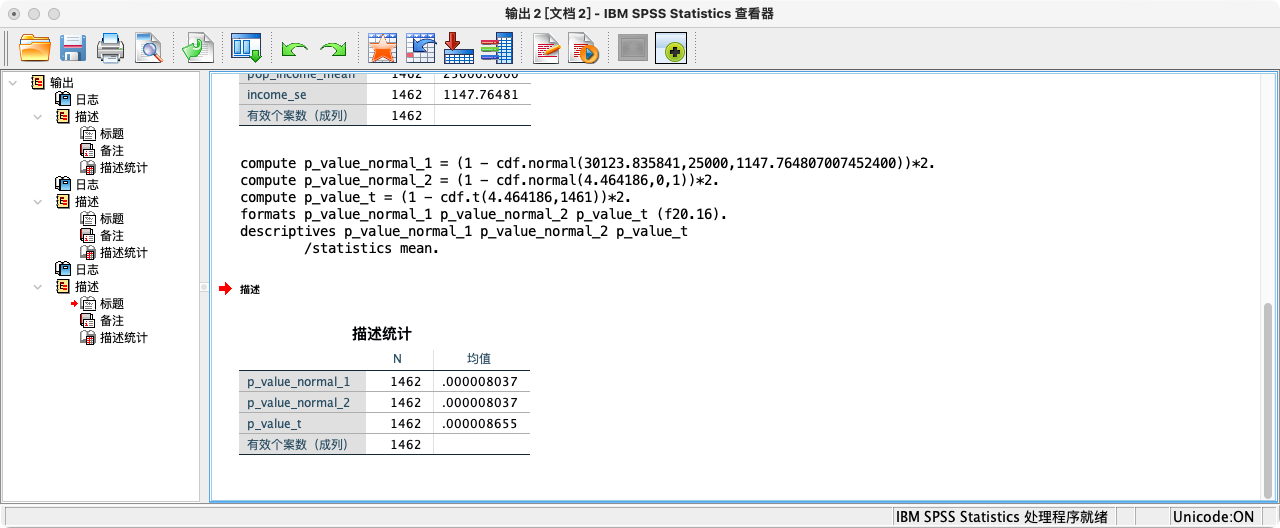 输出 2 [文档 2] - IBM SPSS Statistics 查看器
输出
日志
描述
标题
备注
描述统计
日志
描述
标题
备注
描述统计
日志
描述
标题
备注
描述统计
pop_income_mean 1462 25000.0000
income_se 1462 1147.76481
有效个案数（成列） 1462
compute p_value_normal_1 = (1 - cdf.normal(30123.835841,25000,1147.764807007452400))*2.
compute p_value_normal_2 = (1 - cdf.normal(4.464186,0,1))*2.
compute p_value_t = (1 - cdf.t(4.464186,1461))*2.
formats p_value_normal_1 p_value_normal_2 p_value_t (f20.16).
descriptives p_value_normal_1 p_value_normal_2 p_value_t
/statistics mean.
描述
描述统计
N 均值
p_value_normal_1 1462 .000008037
p_value_normal_2 1462 .000008037
p_value_t 1462 .000008655
有效个案数（成列） 1462
IBM SPSS Statistics 处理程序就绪 Unicode:ON